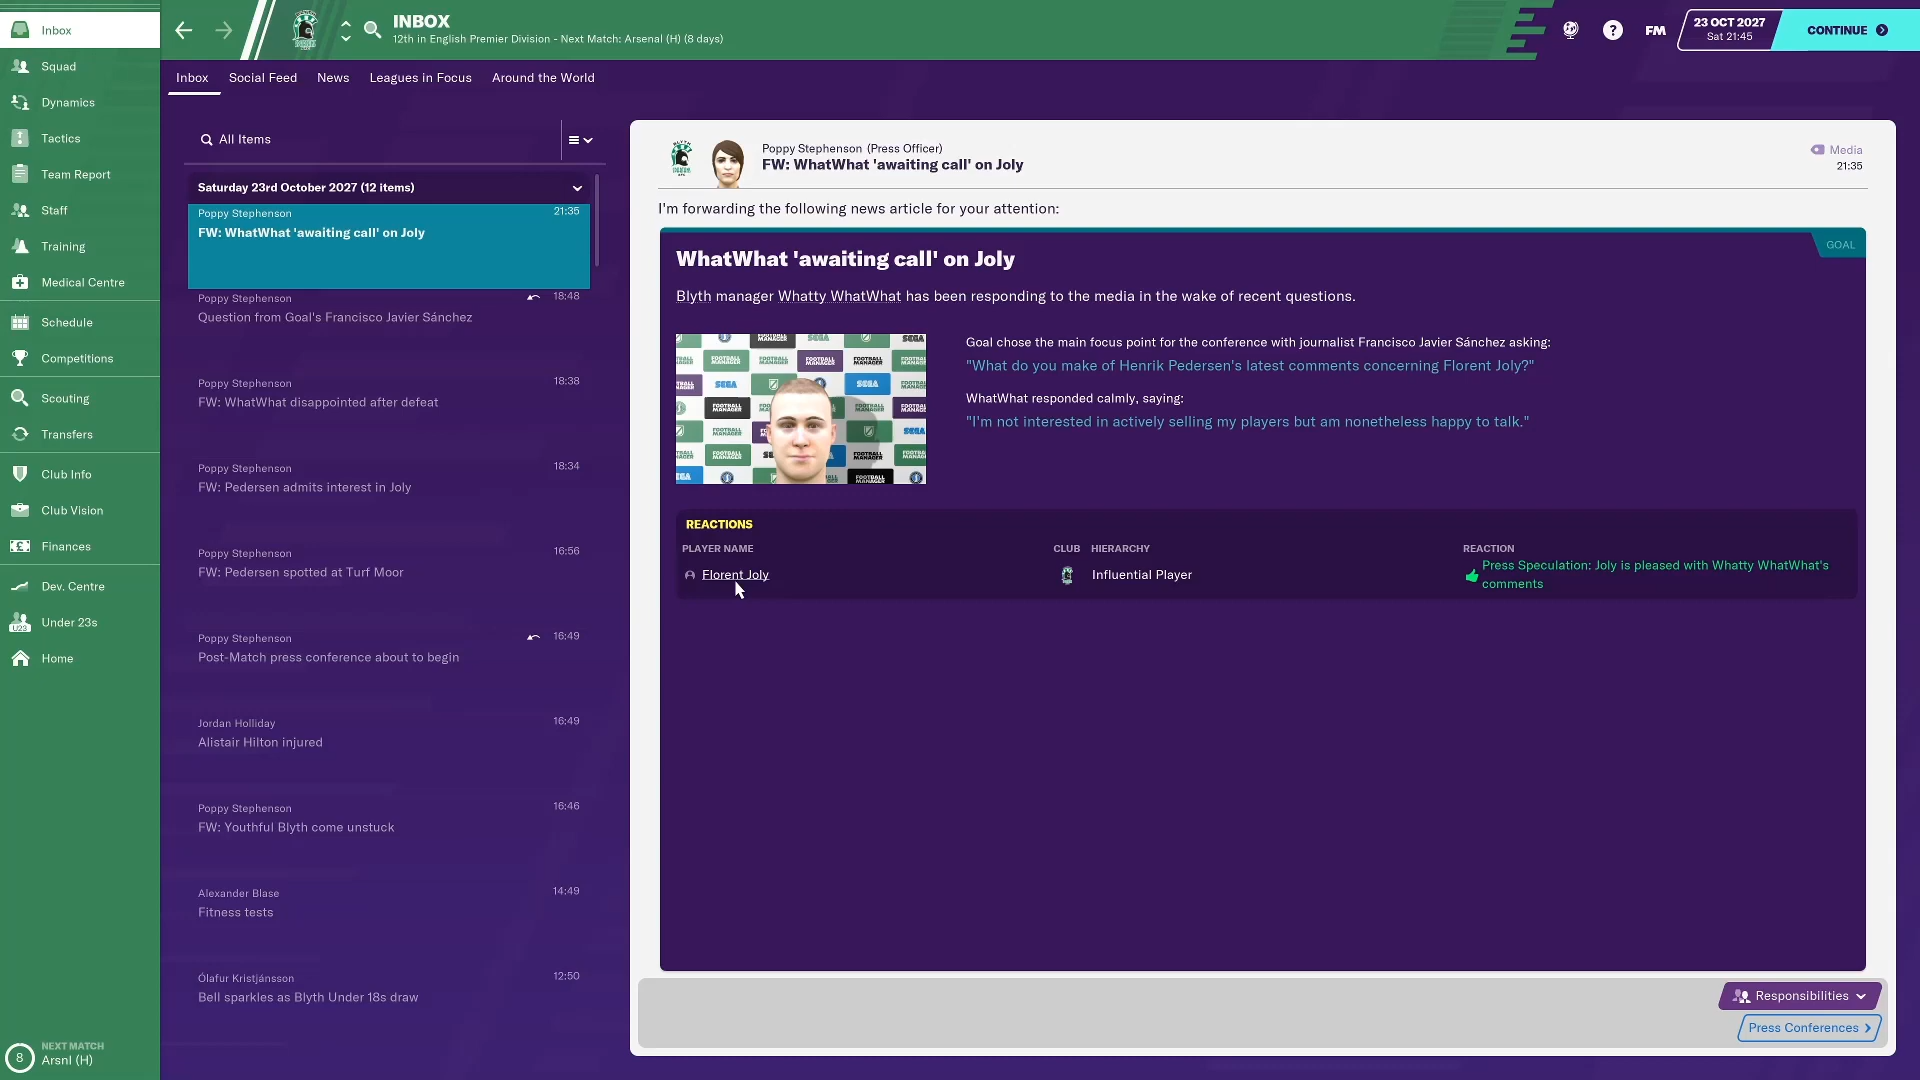 Inbox
Squad
Dynamics
Tactics
Team Report
Staff
Training
Medical Centre
Schedule
Competitions
Scouting
Transfers
Club Info
Club Vision
Finances
Dev. Centre
U23
Under 23s
Home
8
NEXT MATCH
Arsnl (H)
INBOX
12th in English Premier Division - Next Match: Arsenal (H) (8 days)
?
FM
23 OCT 2027
Sat 21:45
CONTINUE
Inbox
Social Feed
News
Leagues in Focus
Around the World
All Items
Saturday 23rd October 2027 (12 items)
Poppy Stephenson 21:35
FW: WhatWhat 'awaiting call' on Joly
Poppy Stephenson 18:48
Question from Goal's Francisco Javier Sánchez
Poppy Stephenson 18:38
FW: WhatWhat disappointed after defeat
Poppy Stephenson 18:34
FW: Pedersen admits interest in Joly
Poppy Stephenson 16:56
FW: Pedersen spotted at Turf Moor
Poppy Stephenson 16:49
Post-Match press conference about to begin
Jordan Holliday 16:49
Alistair Hilton injured
Poppy Stephenson 16:46
FW: Youthful Blyth come unstuck
Alexander Blase 14:49
Fitness tests
Ólafur Kristjánsson 12:50
Bell sparkles as Blyth Under 18s draw
Poppy Stephenson (Press Officer)
FW: WhatWhat 'awaiting call' on Joly
Media
21:35
I'm forwarding the following news article for your attention:
GOAL
WhatWhat 'awaiting call' on Joly
Blyth manager Whatty WhatWhat has been responding to the media in the wake of recent questions.
Goal chose the main focus point for the conference with journalist Francisco Javier Sánchez asking:
"What do you make of Henrik Pedersen's latest comments concerning Florent Joly?"
WhatWhat responded calmly, saying:
"I'm not interested in actively selling my players but am nonetheless happy to talk."
REACTIONS
PLAYER NAME CLUB HIERARCHY REACTION
Florent Joly Influential Player Press Speculation: Joly is pleased with Whatty WhatWhat's
comments
Responsibilities
Press Conferences